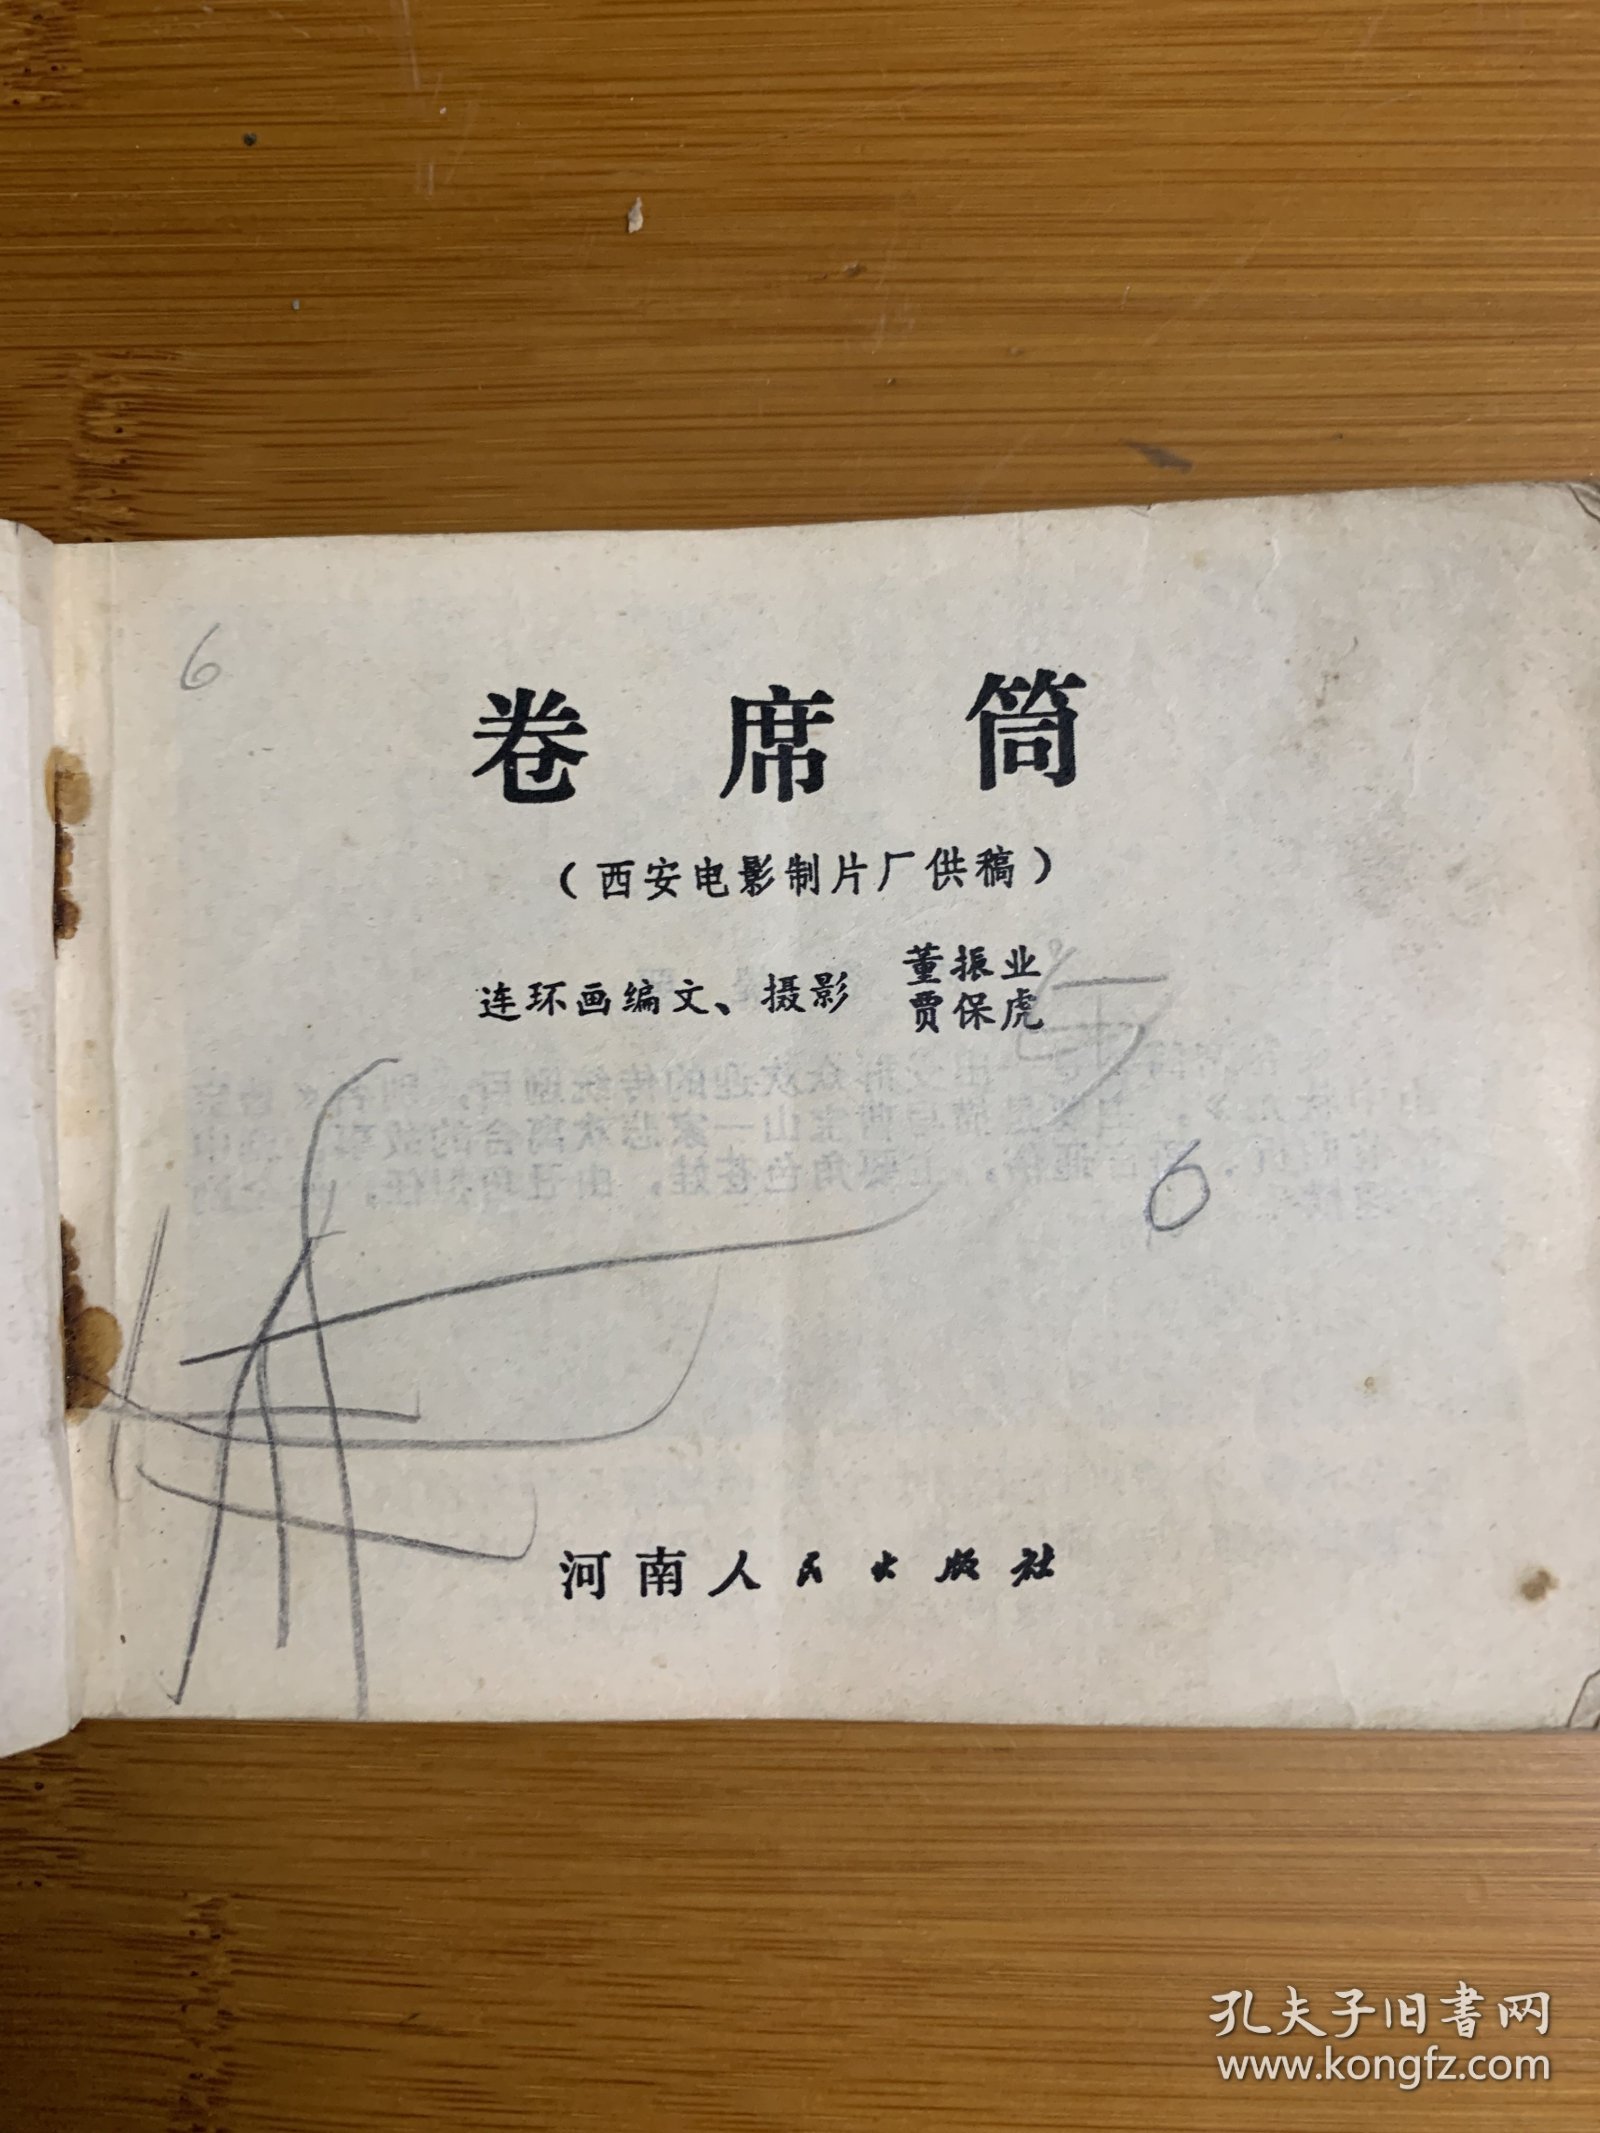 6
卷席筒
（西安电影制片厂供稿）
连环画编文、摄影 董振业
贾保虎
6
河南人民出版社
孔夫子旧书网
www.kongfz.com